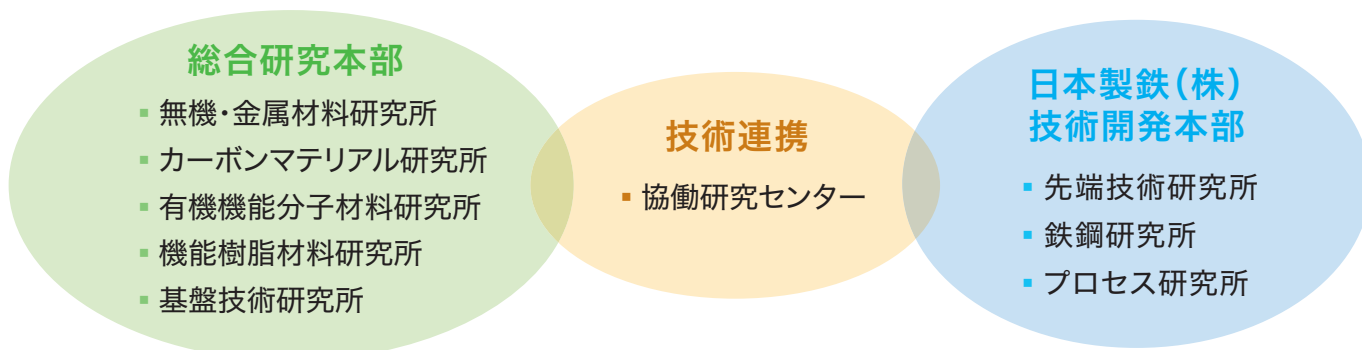 総合研究本部
▪ 無機・金属材料研究所
▪ カーボンマテリアル研究所
▪ 有機機能分子材料研究所
▪ 機能樹脂材料研究所
▪ 基盤技術研究所
技術連携
▪ 協働研究センター
日本製鉄(株)
技術開発本部
▪ 先端技術研究所
▪ 鉄鋼研究所
▪ プロセス研究所